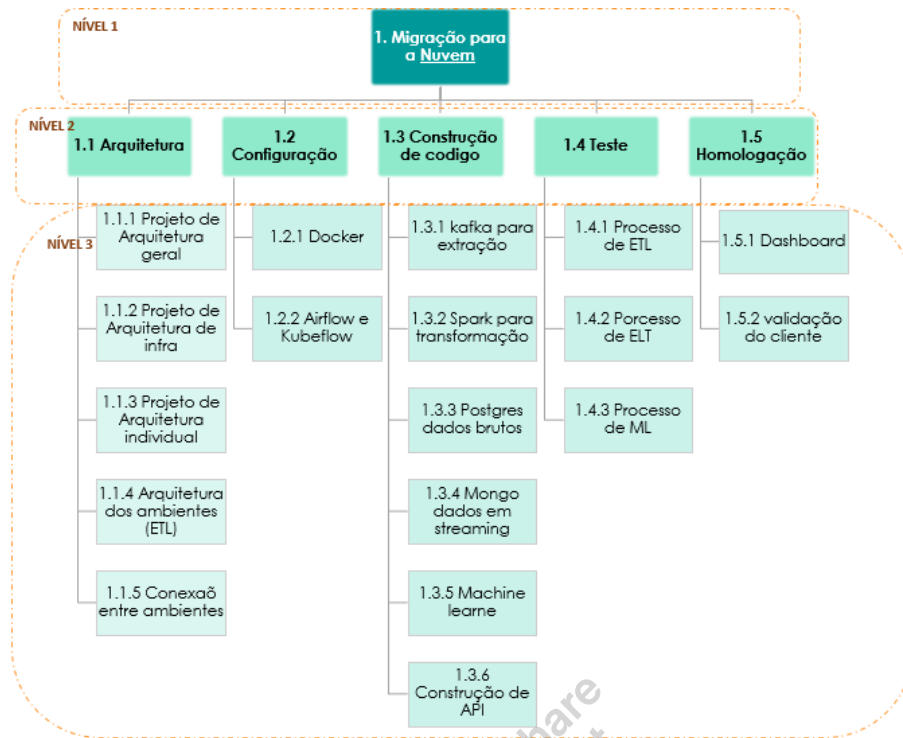 NÍVEL 1
1. Migração para
a Nuvem
NÍVEL 2
1.1 Arquitetura
1.2
Configuração
1.3 Construção
de codigo
1.4 Teste
1.5
Homologação
NÍVEL 3
1.1.1 Projeto de
Arquitetura
geral
1.1.2 Projeto de
Arquitetura de
infra
1.1.3 Projeto de
Arquitetura
individual
1.1.4 Arquitetura
dos ambientes
(ETL)
1.1.5 Conexaõ
entre ambientes
1.2.1 Docker
1.2.2 Airflow e
Kubeflow
1.3.1 kafka para
extração
1.3.2 Spark para
transformação
1.3.3 Postgres
dados brutos
1.3.4 Mongo
dados em
streaming
1.3.5 Machine
learne
1.3.6
Construção de
API
1.4.1 Processo
de ETL
1.4.2 Porcesso
de ELT
1.4.3 Processo
de ML
1.5.1 Dashboard
1.5.2 validação
do cliente